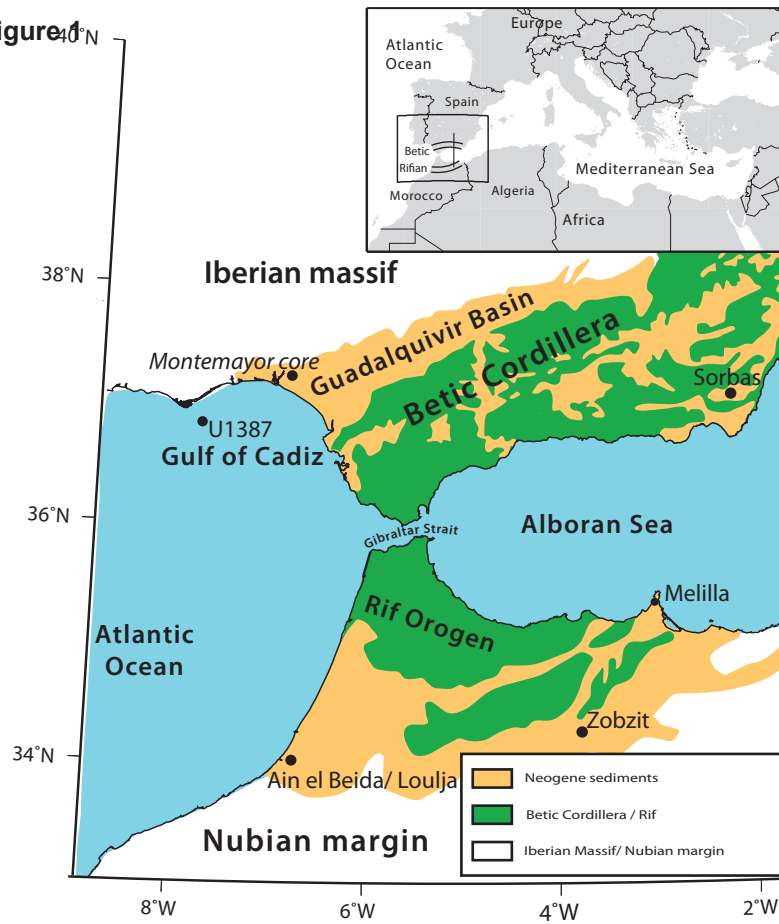 igure 1
40°N
Europe
Atlantic
Ocean
Spain
Betic
Rifian
Mediterranean Sea
Morocco
Algeria
Africa
38°N
Iberian massif
Guadalquivir Basin
Montemayor core
Betic Cordillera
Sorbas
U1387
Gulf of Cadiz
36°N
Gibraltar Strait
Alboran Sea
Melilla
Rif Orogen
Atlantic
Ocean
Zobzit
34°N
Ain el Beida/ Loulja
Neogene sediments
Betic Cordillera / Rif
Iberian Massif/ Nubian margin
Nubian margin
8°W
6°W
4°W
2°W